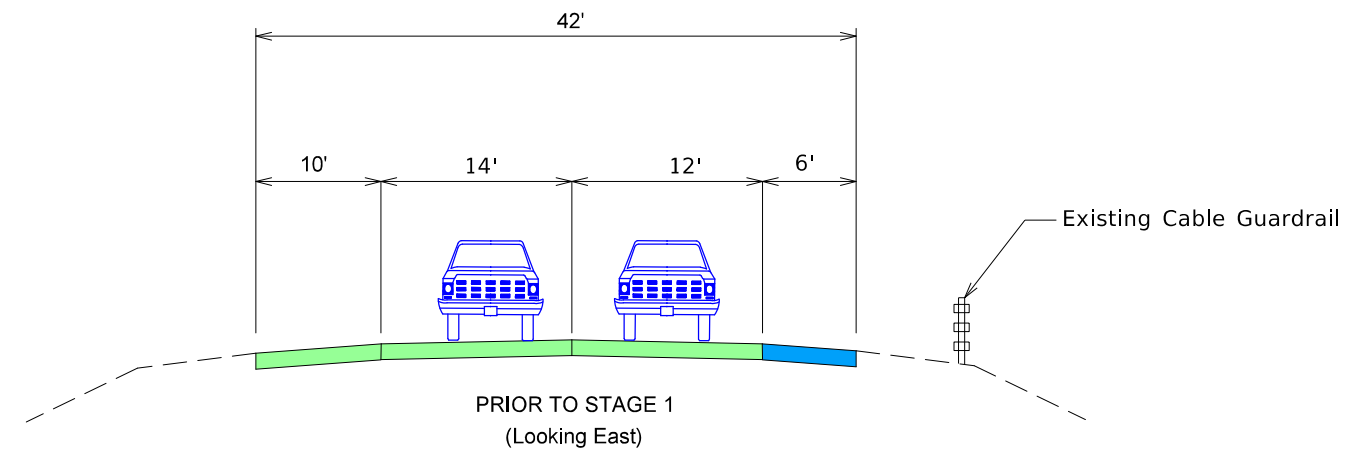 42'
10'
14'
12'
6'
Existing Cable Guardrail
PRIOR TO STAGE 1
(Looking East)